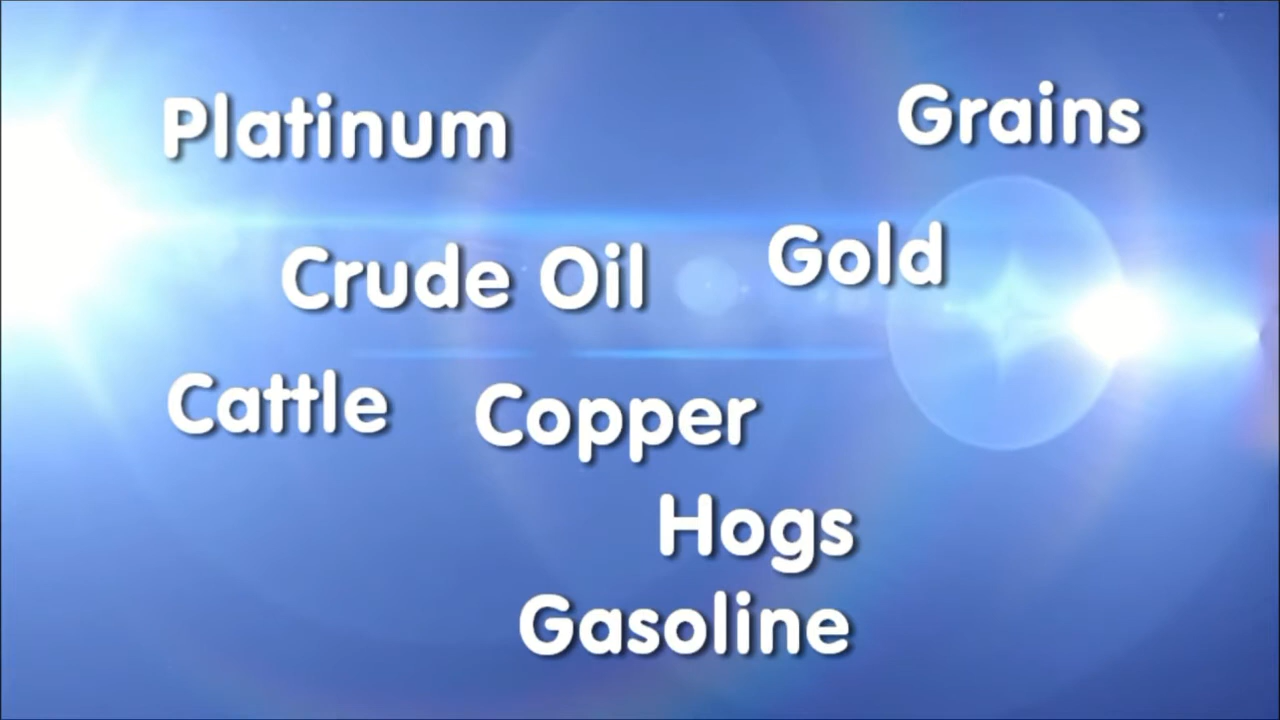 Platinum
Grains
Crude Oil
Gold
Cattle
Copper
Hogs
Gasoline